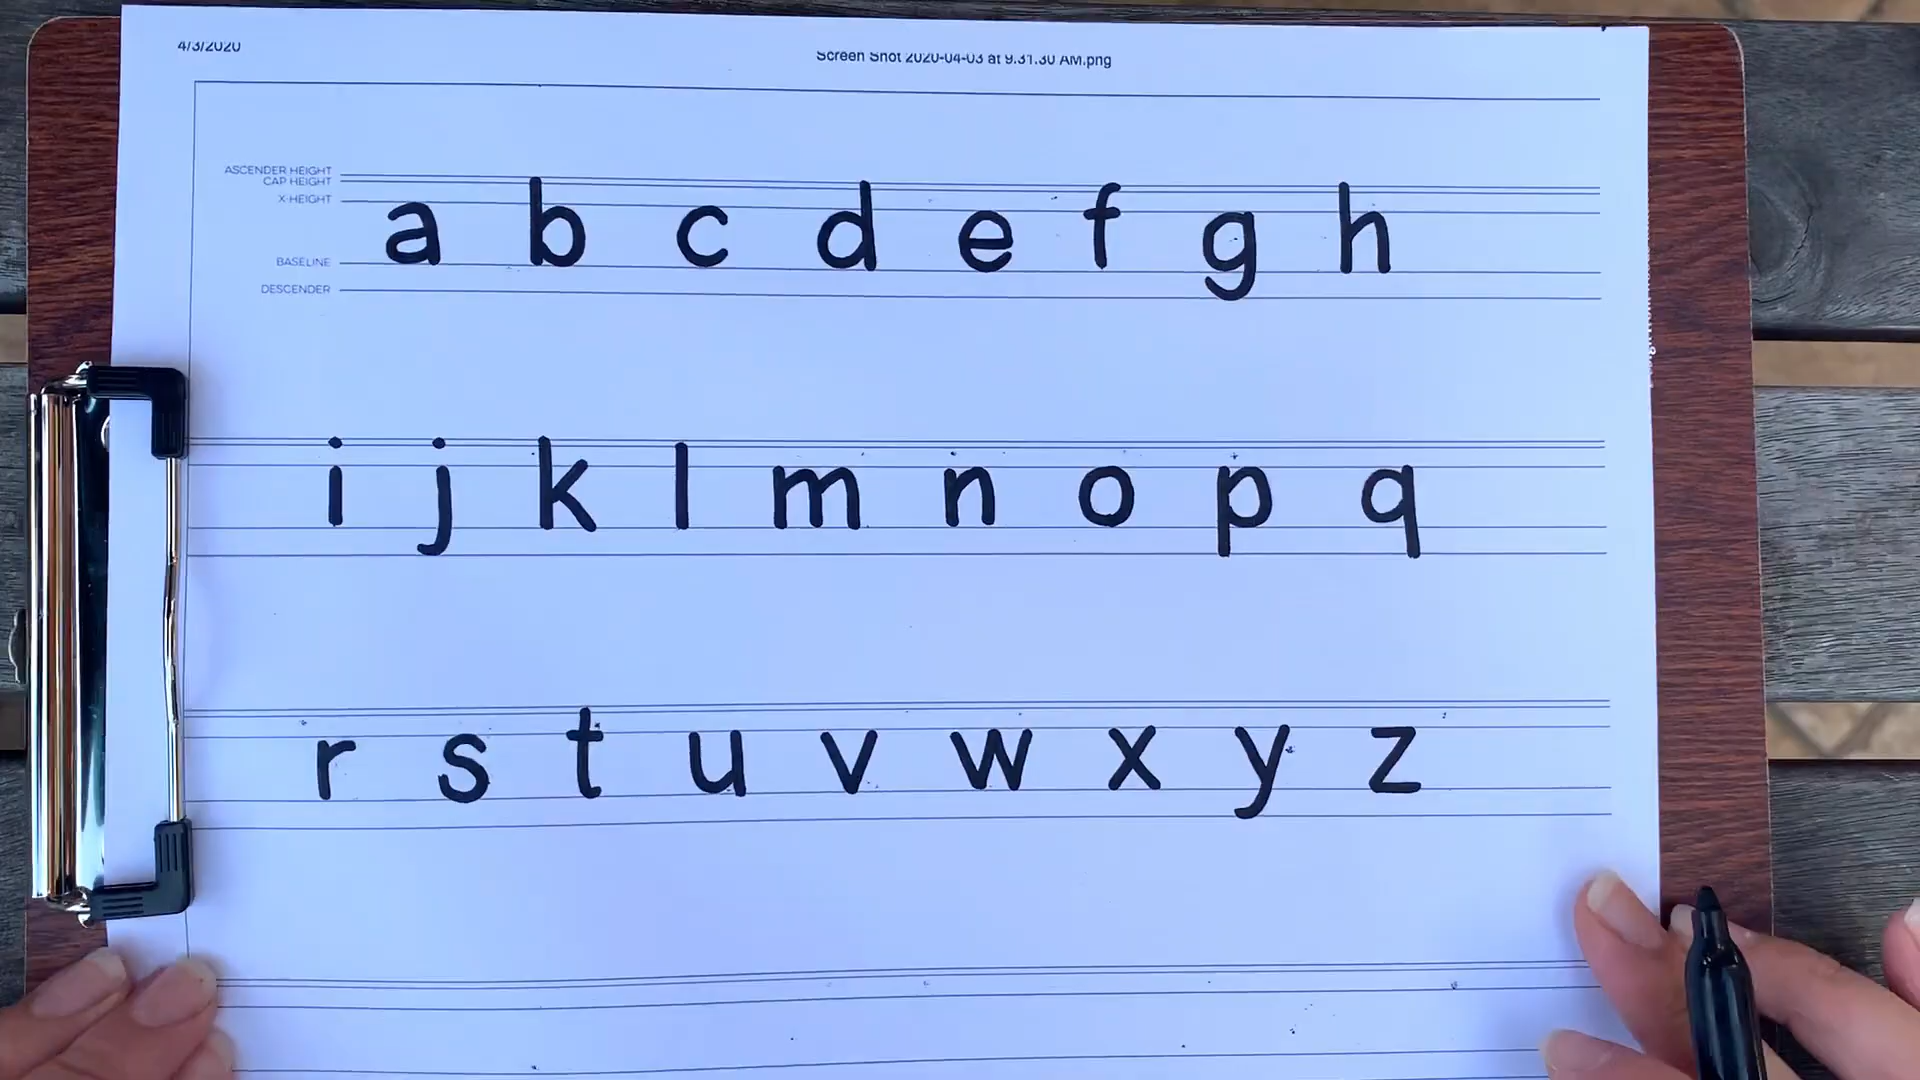 4/3/2020
Screen Shot 2020-04-03 at 9.31.30 AM.png
ASCENDER HEIGHT
CAP HEIGHT
X-HEIGHT
a b c d e f g h
BASELINE
DESCENDER
i j k l m n o p q
r s t u v w x y z